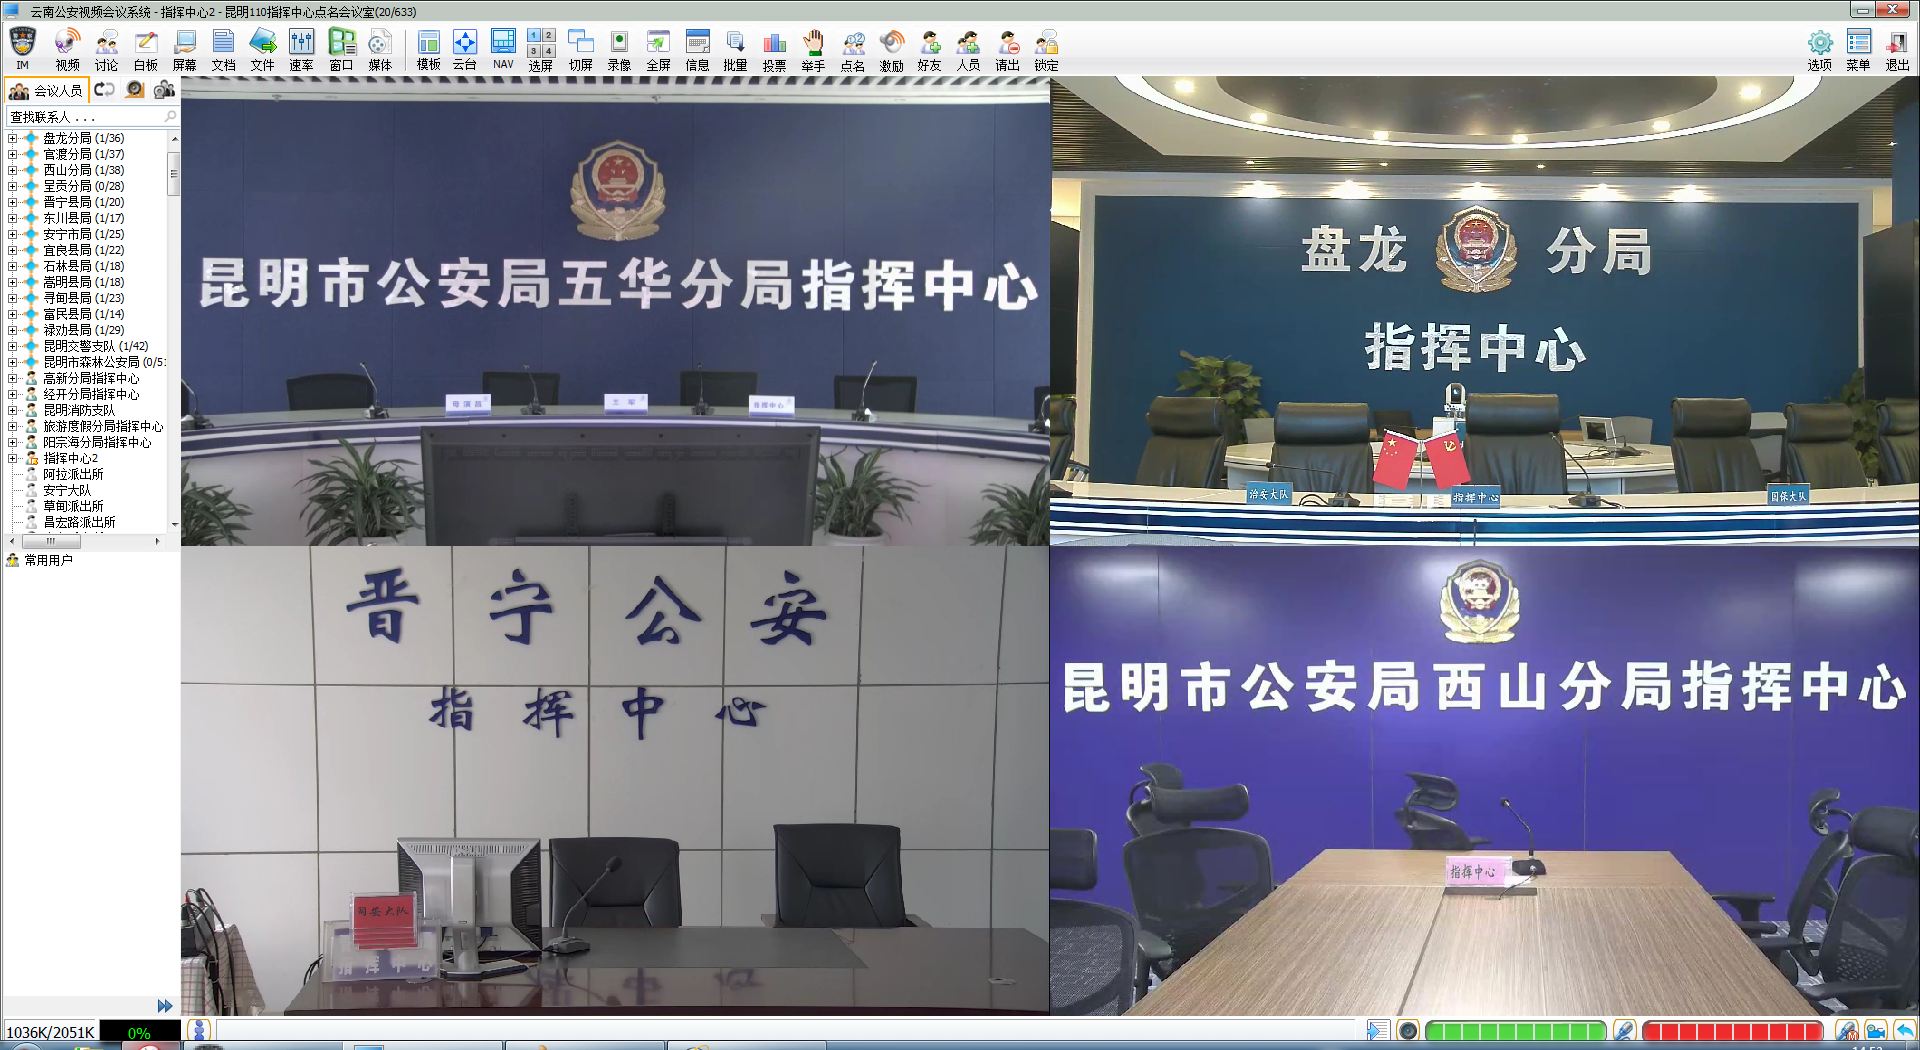 云南公安视频会议系统 - 指挥中心2 - 昆明110指挥中心点名会议室(20/633)
IM 视频 讨论 白板 屏幕 文档 文件 速率 窗口 媒体 模板 云台 NAV 选屏 切屏 录像 全屏 信息 批量 投票 举手 点名 激励 好友 人员 请出 锁定 选项 菜单 退出
会议人员
查找联系人 . . .
盘龙分局 (1/36)
官渡分局 (1/37)
西山分局 (1/38)
呈贡分局 (0/28)
晋宁县局 (1/20)
东川县局 (1/17)
安宁市局 (1/25)
宜良县局 (1/22)
石林县局 (1/18)
嵩明县局 (1/18)
寻甸县局 (1/23)
富民县局 (1/14)
禄劝县局 (1/29)
昆明交警支队 (1/42)
昆明市森林公安局 (0/51
高新分局指挥中心
经开分局指挥中心
昆明消防支队
旅游度假分局指挥中心
阳宗海分局指挥中心
指挥中心2
阿拉派出所
安宁大队
草甸派出所
昌宏路派出所
常用用户
昆明市公安局五华分局指挥中心
指挥中心
盘龙 分局
指挥中心
治安大队
指挥中心
国保大队
晋宁公安
指挥中心
指挥中心
昆明市公安局西山分局指挥中心
指挥中心
1036K/2051K
0%